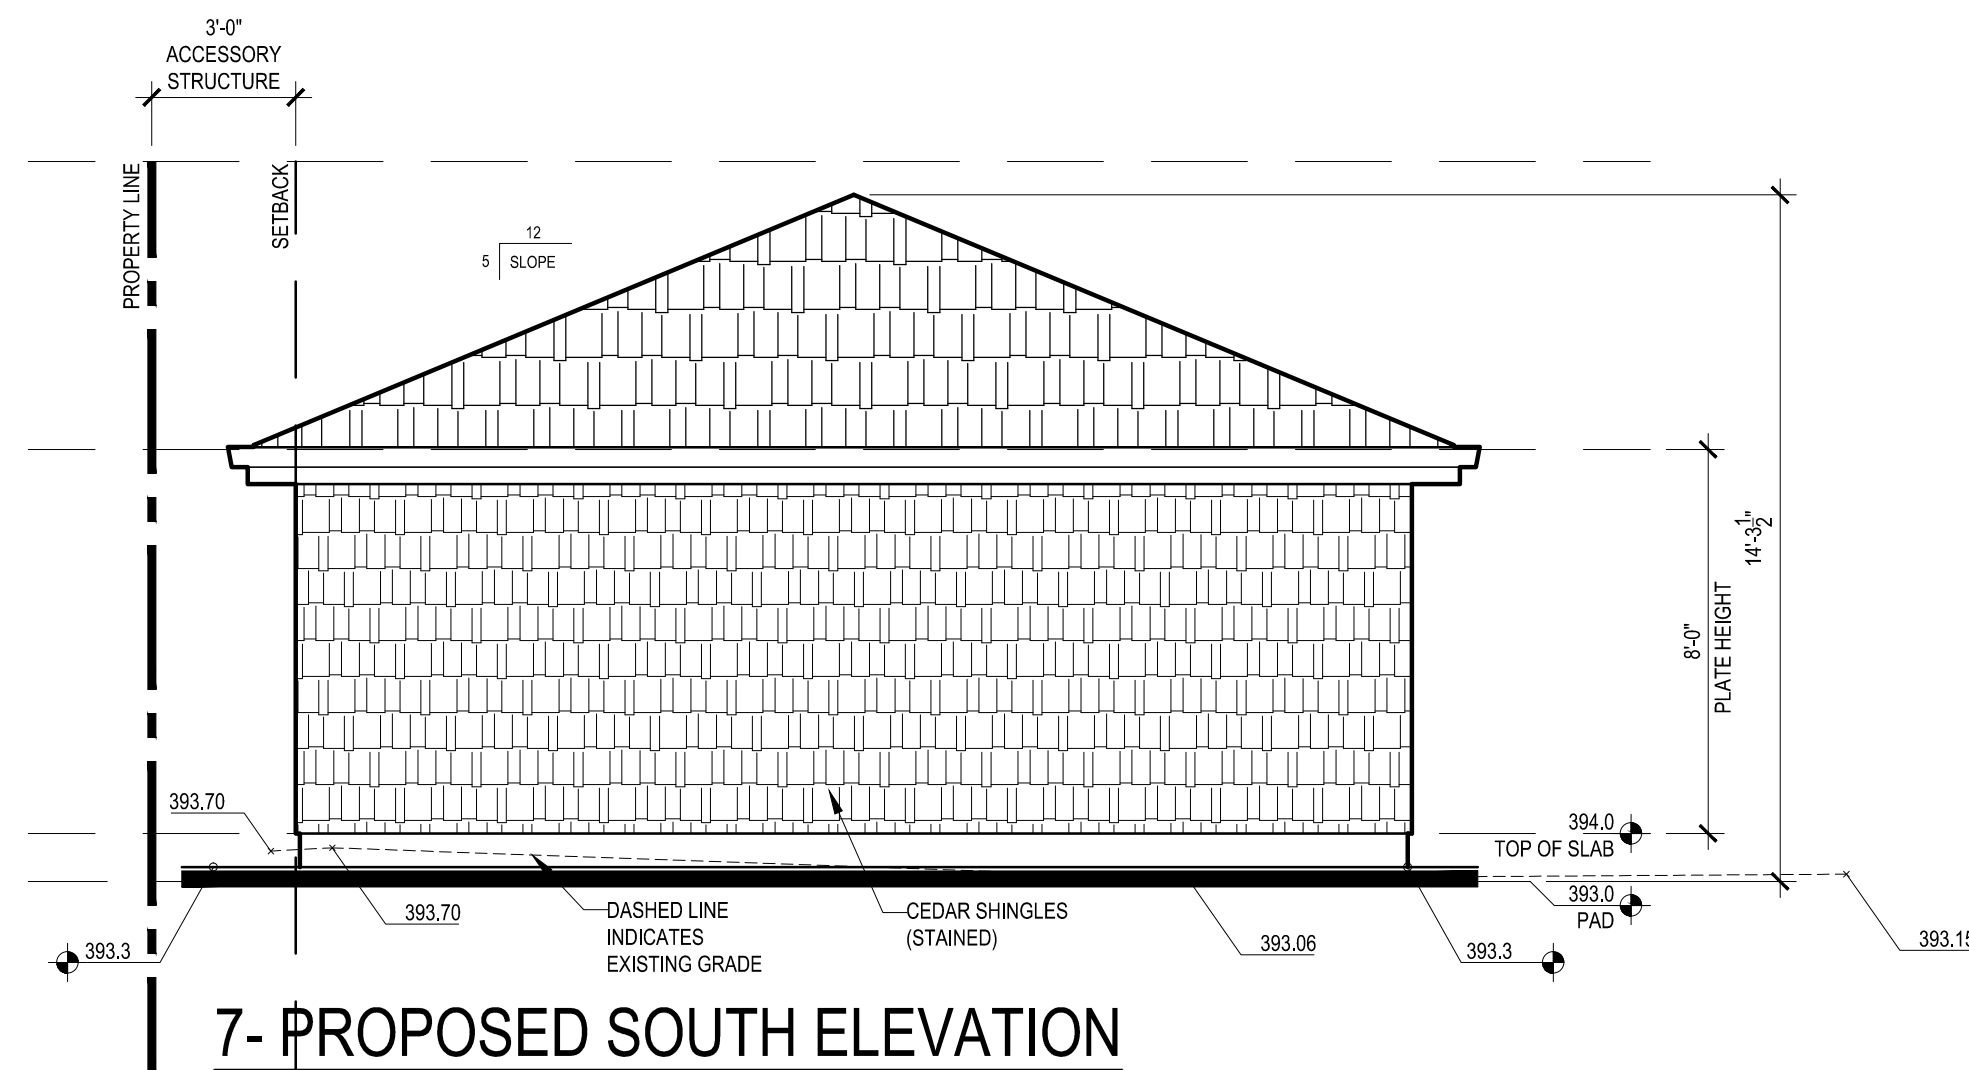 3'-0"
ACCESSORY
STRUCTURE
PROPERTY LINE
SETBACK
12
5
SLOPE
14'-3 1/2"
8'-0"
PLATE HEIGHT
393.70
394.0
TOP OF SLAB
393.0
PAD
393.70
DASHED LINE
INDICATES
EXISTING GRADE
CEDAR SHINGLES
(STAINED)
393.06
393.3
393.3
393.15
7- PROPOSED SOUTH ELEVATION